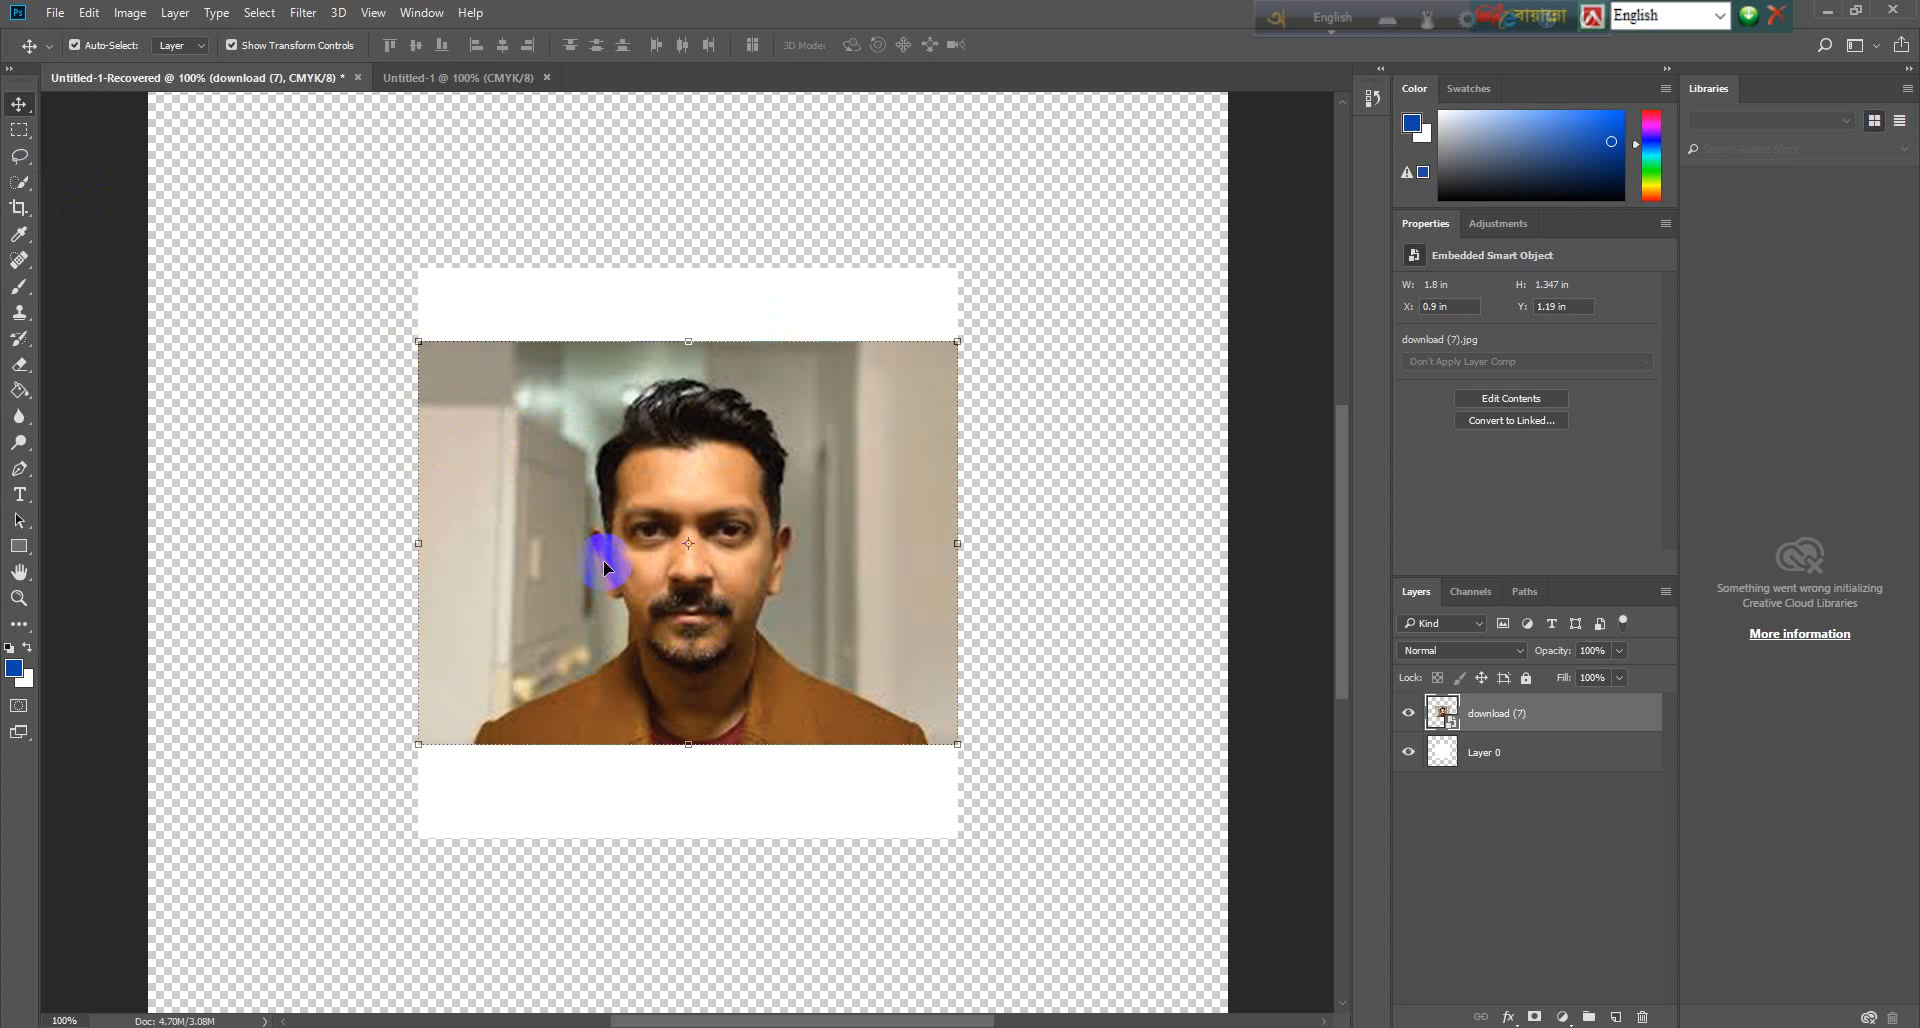 Ps File Edit Image Layer Type Select Filter 3D View Window Help
অ English বায়ান্নো English
Auto-Select: Layer Show Transform Controls 3D Mode:
Untitled-1-Recovered @ 100% (download (7), CMYK/8) * × Untitled-1 @ 100% (CMYK/8) ×
Color Swatches
Libraries
Search Adobe Stock
Properties Adjustments
Embedded Smart Object
W: 1.8 in H: 1.347 in
X: 0.9 in Y: 1.19 in
download (7).jpg
Don't Apply Layer Comp
Edit Contents
Convert to Linked...
Something went wrong initializing
Creative Cloud Libraries
More information
Layers Channels Paths
Kind
Normal Opacity: 100%
Lock: Fill: 100%
download (7)
Layer 0
fx
100% Doc: 4.70M/3.08M